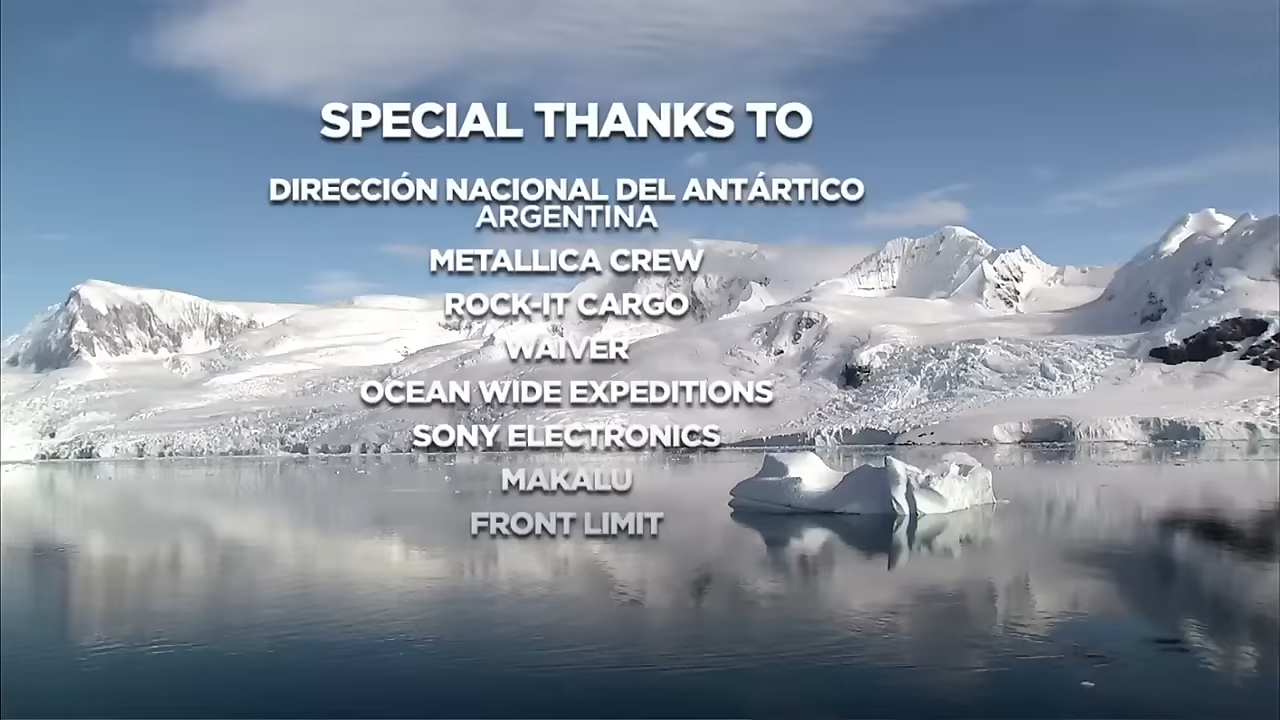 SPECIAL THANKS TO
DIRECCIÓN NACIONAL DEL ANTÁRTICO
ARGENTINA
METALLICA CREW
ROCK-IT CARGO
WAIVER
OCEAN WIDE EXPEDITIONS
SONY ELECTRONICS
MAKALU
FRONT LIMIT